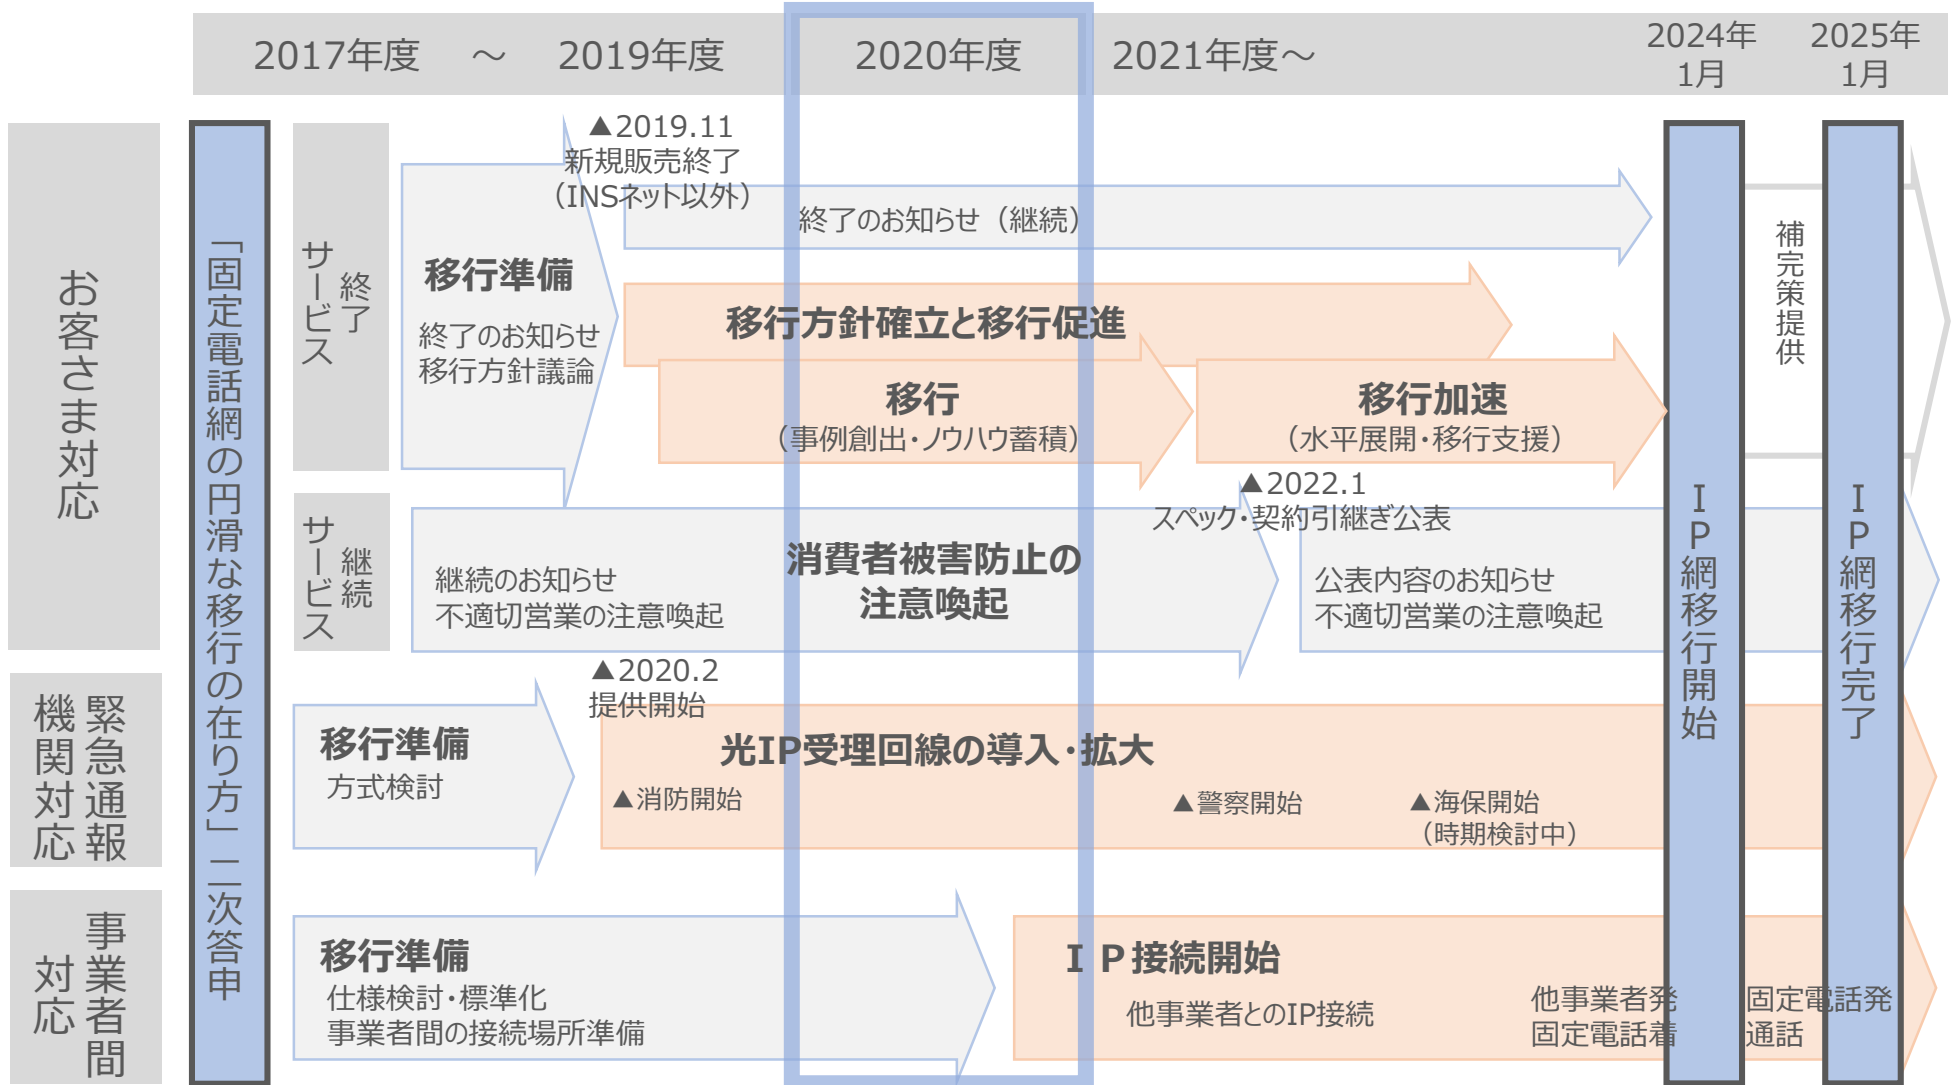 2017年度　～　2019年度
2020年度
2021年度～
2024年
1月
2025年
1月
お客さま対応
「固定電話網の円滑な移行の在り方」二次答申
終了
サービス
移行準備
終了のお知らせ
移行方針議論
▲2019.11
新規販売終了
（INSネット以外）
終了のお知らせ（継続）
移行方針確立と移行促進
移行
（事例創出・ノウハウ蓄積）
移行加速
（水平展開・移行支援）
補完策提供
IP網移行開始
IP網移行完了
継続
サービス
継続のお知らせ
不適切営業の注意喚起
消費者被害防止の
注意喚起
▲2022.1
スペック・契約引継ぎ公表
公表内容のお知らせ
不適切営業の注意喚起
緊急通報
機関対応
移行準備
方式検討
▲2020.2
提供開始
光IP受理回線の導入・拡大
▲消防開始
▲警察開始
▲海保開始
（時期検討中）
事業者間
対応
移行準備
仕様検討・標準化
事業者間の接続場所準備
ＩＰ接続開始
他事業者とのIP接続
他事業者発
固定電話着
固定電話発
通話